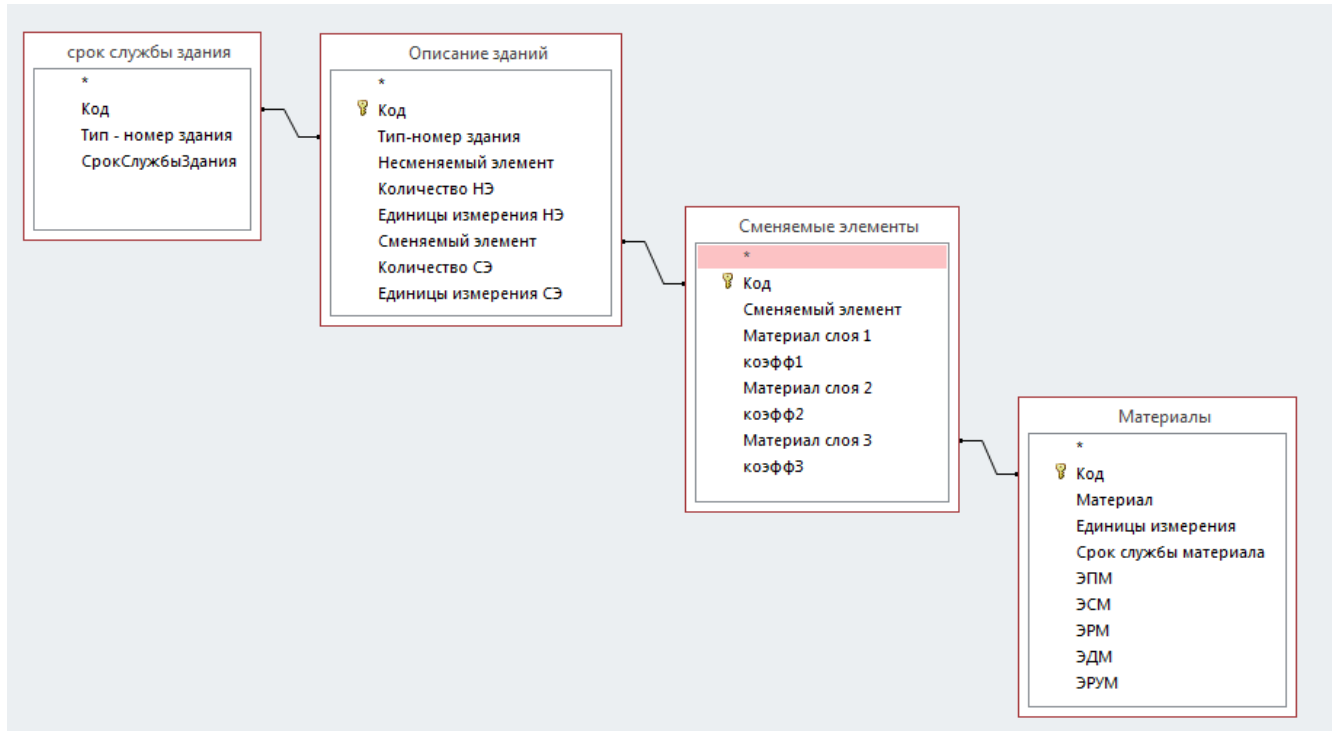 срок службы здания
*
Код
Тип - номер здания
СрокСлужбыЗдания
Описание зданий
*
Код
Тип-номер здания
Несменяемый элемент
Количество НЭ
Единицы измерения НЭ
Сменяемый элемент
Количество СЭ
Единицы измерения СЭ
Сменяемые элементы
*
Код
Сменяемый элемент
Материал слоя 1
коэфф1
Материал слоя 2
коэфф2
Материал слоя 3
коэфф3
Материалы
*
Код
Материал
Единицы измерения
Срок службы материала
ЭПМ
ЭСМ
ЭРМ
ЭДМ
ЭРУМ